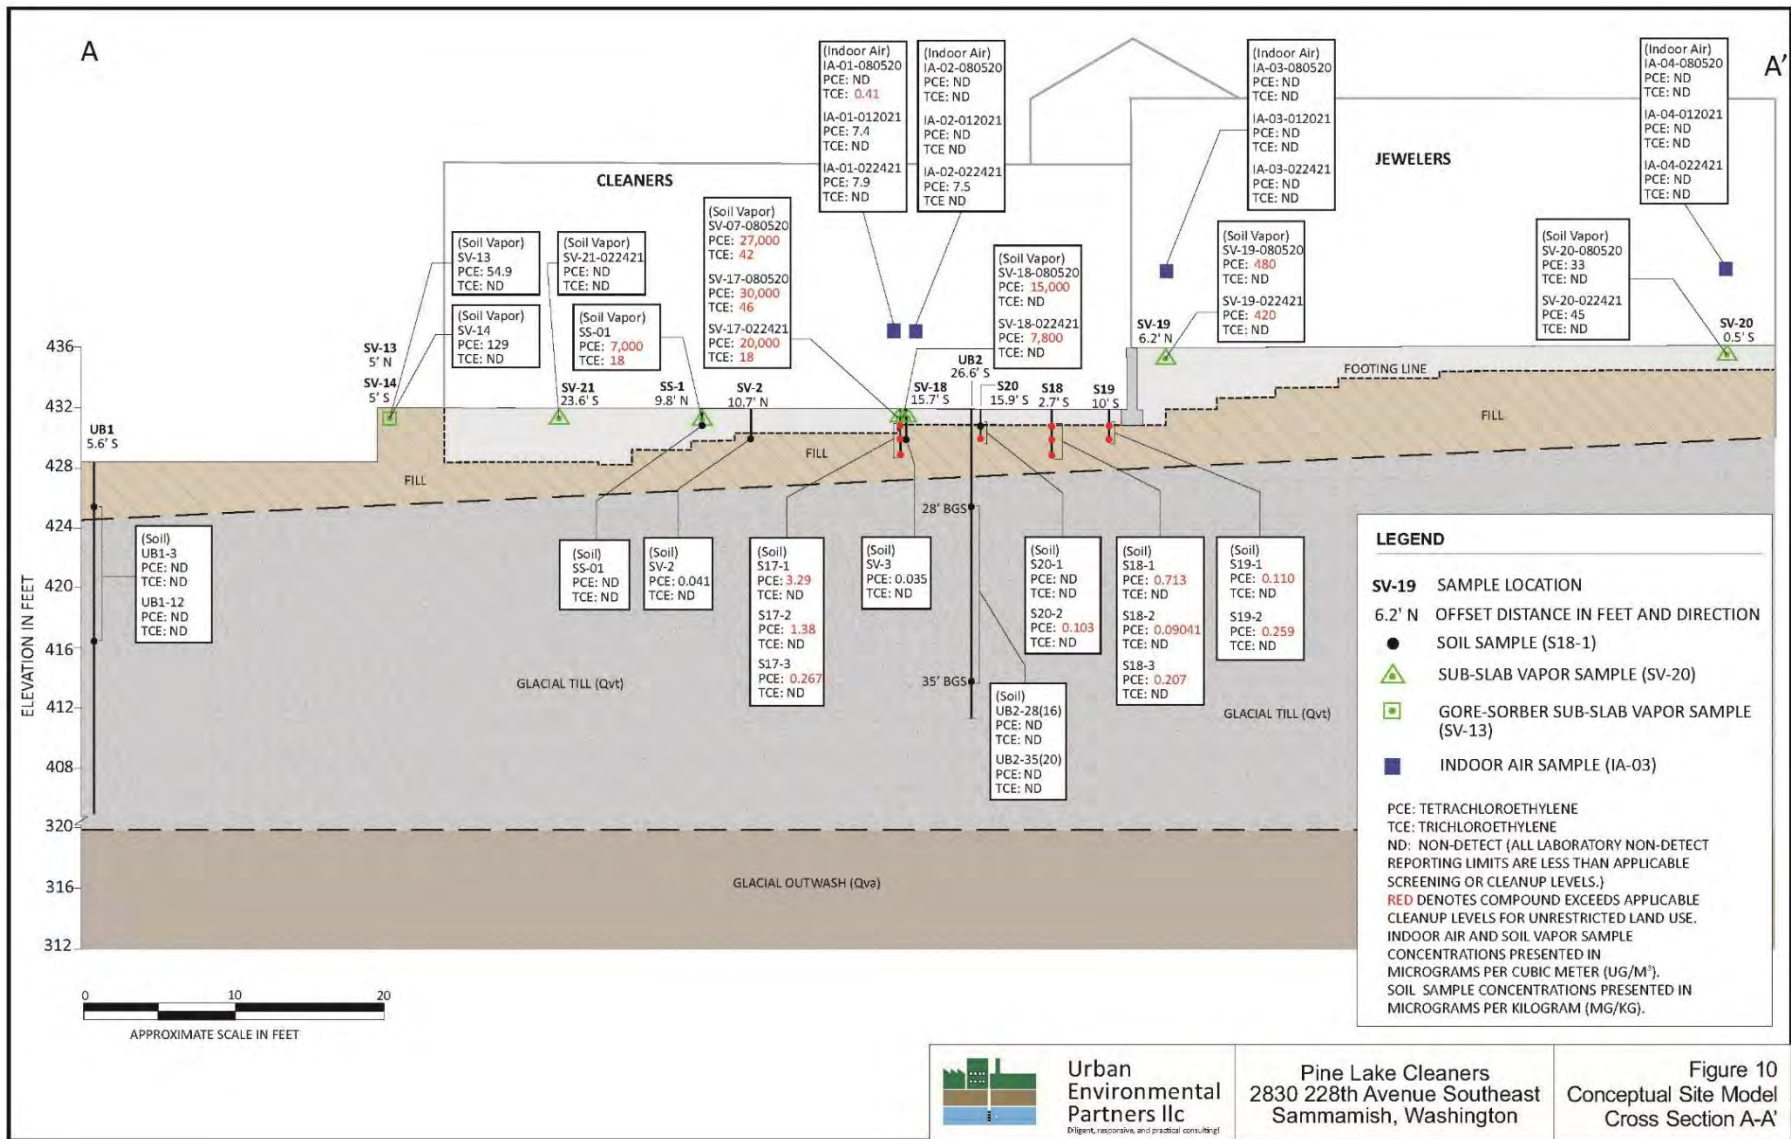 A
A'
(Indoor Air)
IA-01-080520
PCE: ND
TCE: 0.41
IA-01-012021
PCE: 7.4
TCE: ND
IA-01-022421
PCE: 7.9
TCE: ND
(Indoor Air)
IA-02-080520
PCE: ND
TCE: ND
IA-02-012021
PCE: ND
TCE ND
IA-02-022421
PCE: 7.5
TCE ND
(Indoor Air)
IA-03-080520
PCE: ND
TCE: ND
IA-03-012021
PCE: ND
TCE: ND
IA-03-022421
PCE: ND
TCE: ND
(Indoor Air)
IA-04-080520
PCE: ND
TCE: ND
IA-04-012021
PCE: ND
TCE: ND
IA-04-022421
PCE: ND
TCE: ND
CLEANERS
JEWELERS
(Soil Vapor)
SV-13
PCE: 54.9
TCE: ND
(Soil Vapor)
SV-14
PCE: 129
TCE: ND
(Soil Vapor)
SV-21-022421
PCE: ND
TCE: ND
(Soil Vapor)
SS-01
PCE: 7,000
TCE: 18
(Soil Vapor)
SV-07-080520
PCE: 27,000
TCE: 42
SV-17-080520
PCE: 30,000
TCE: 46
SV-17-022421
PCE: 20,000
TCE: 18
(Soil Vapor)
SV-18-080520
PCE: 15,000
TCE: ND
SV-18-022421
PCE: 7,800
TCE: ND
(Soil Vapor)
SV-19-080520
PCE: 480
TCE: ND
SV-19-022421
PCE: 420
TCE: ND
(Soil Vapor)
SV-20-080520
PCE: 33
TCE: ND
SV-20-022421
PCE: 45
TCE: ND
ELEVATION IN FEET
436
432
428
424
420
416
412
408
320
316
312
UB1
5.6' S
SV-13
5' N
SV-14
5' S
SV-21
23.6' S
SS-1
9.8' N
SV-2
10.7' N
SV-18
15.7' S
UB2
26.6' S
S20
15.9' S
S18
2.7' S
S19
10' S
SV-19
6.2' N
SV-20
0.5' S
FOOTING LINE
FILL
FILL
FILL
28' BGS
35' BGS
(Soil)
UB1-3
PCE: ND
TCE: ND
UB1-12
PCE: ND
TCE: ND
(Soil)
SS-01
PCE: ND
TCE: ND
(Soil)
SV-2
PCE: 0.041
TCE: ND
(Soil)
S17-1
PCE: 3.29
TCE: ND
S17-2
PCE: 1.38
TCE: ND
S17-3
PCE: 0.267
TCE: ND
(Soil)
SV-3
PCE: 0.035
TCE: ND
(Soil)
S20-1
PCE: ND
TCE: ND
S20-2
PCE: 0.103
TCE: ND
(Soil)
S18-1
PCE: 0.713
TCE: ND
S18-2
PCE: 0.09041
TCE: ND
S18-3
PCE: 0.207
TCE: ND
(Soil)
S19-1
PCE: 0.110
TCE: ND
S19-2
PCE: 0.259
TCE: ND
(Soil)
UB2-28(16)
PCE: ND
TCE: ND
UB2-35(20)
PCE: ND
TCE: ND
GLACIAL TILL (Qvt)
GLACIAL TILL (Qvt)
GLACIAL OUTWASH (Qva)
LEGEND
SV-19 SAMPLE LOCATION
6.2' N OFFSET DISTANCE IN FEET AND DIRECTION
SOIL SAMPLE (S18-1)
SUB-SLAB VAPOR SAMPLE (SV-20)
GORE-SORBER SUB-SLAB VAPOR SAMPLE
(SV-13)
INDOOR AIR SAMPLE (IA-03)
PCE: TETRACHLOROETHYLENE
TCE: TRICHLOROETHYLENE
ND: NON-DETECT (ALL LABORATORY NON-DETECT
REPORTING LIMITS ARE LESS THAN APPLICABLE
SCREENING OR CLEANUP LEVELS.)
RED DENOTES COMPOUND EXCEEDS APPLICABLE
CLEANUP LEVELS FOR UNRESTRICTED LAND USE.
INDOOR AIR AND SOIL VAPOR SAMPLE
CONCENTRATIONS PRESENTED IN
MICROGRAMS PER CUBIC METER (UG/M³).
SOIL SAMPLE CONCENTRATIONS PRESENTED IN
MICROGRAMS PER KILOGRAM (MG/KG).
0 10 20
APPROXIMATE SCALE IN FEET
Urban
Environmental
Partners llc
Diligent, responsive, and practical consulting!
Pine Lake Cleaners
2830 228th Avenue Southeast
Sammamish, Washington
Figure 10
Conceptual Site Model
Cross Section A-A'